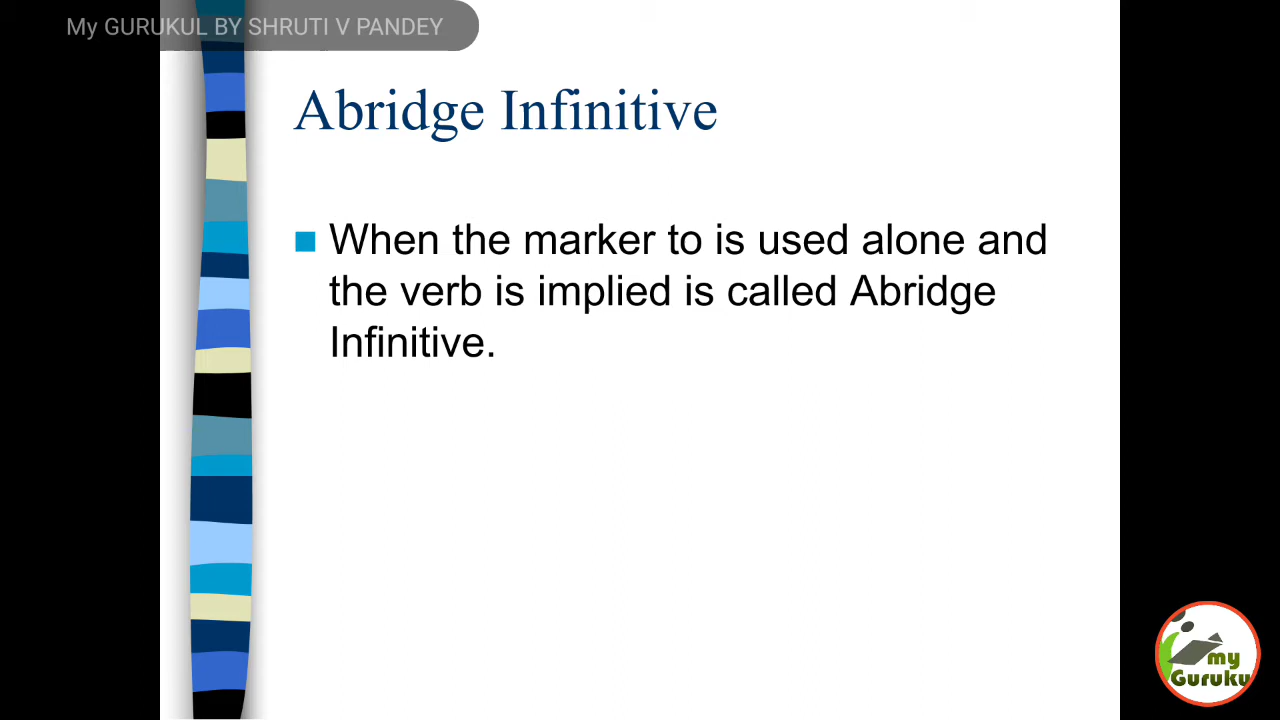 My GURUKUL BY SHRUTI V PANDEY
Abridge Infinitive
When the marker to is used alone and
the verb is implied is called Abridge
Infinitive.
my
Guruku